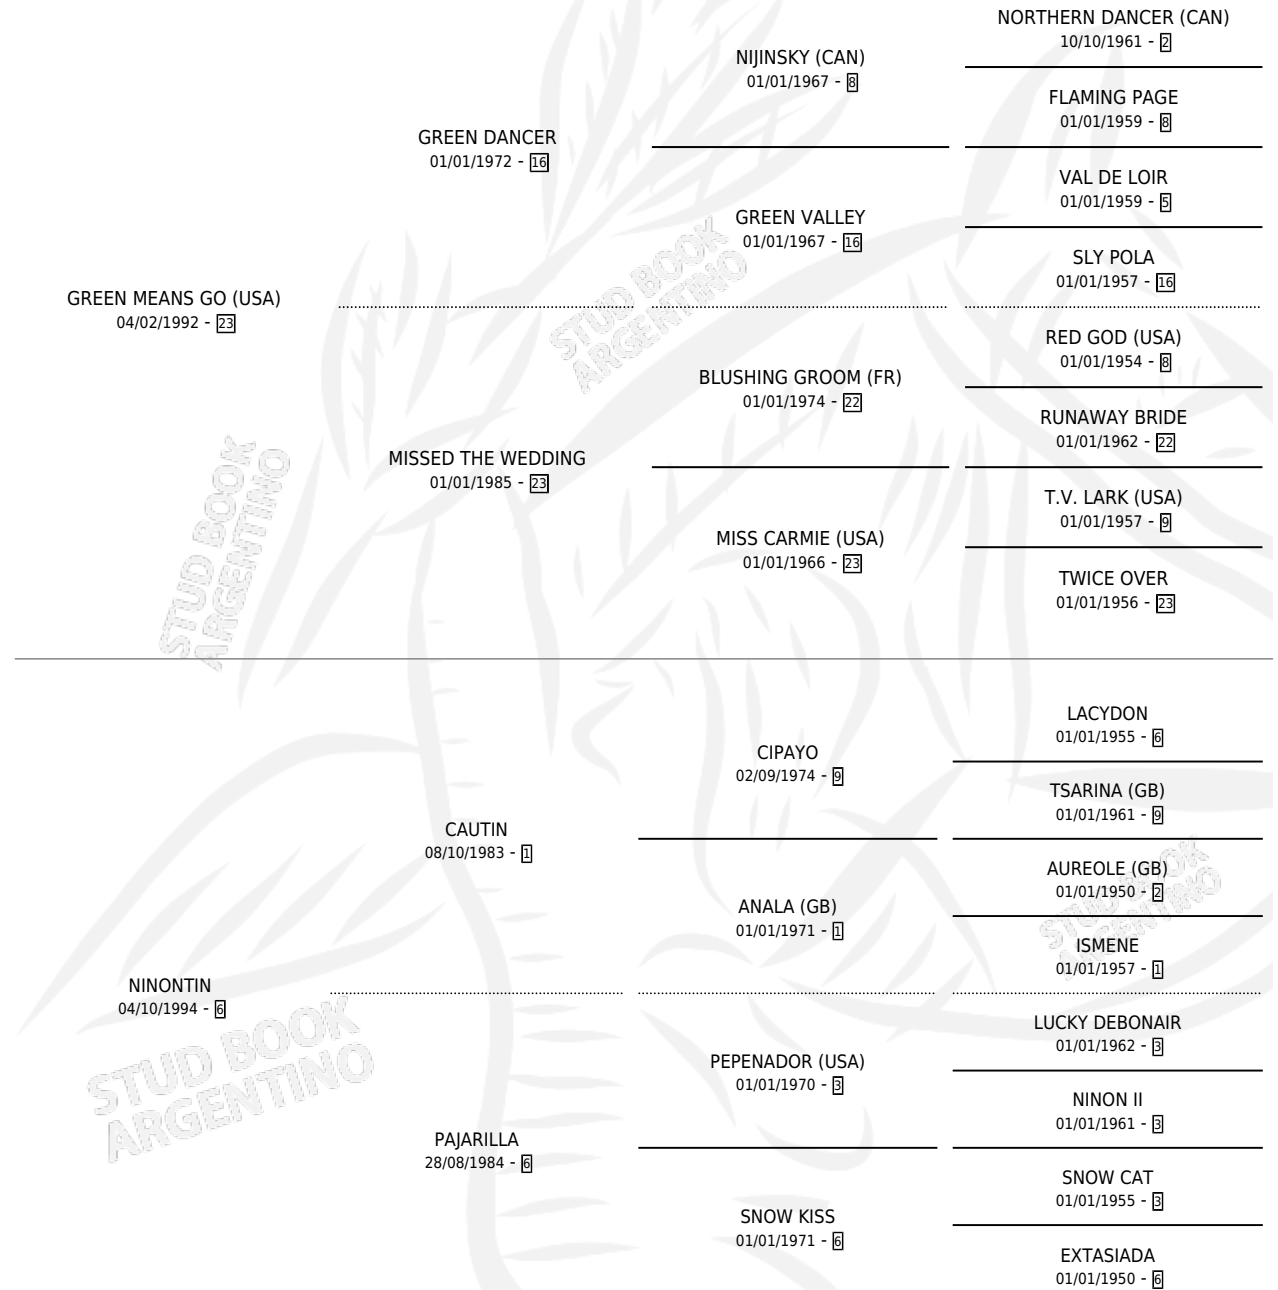 NORTHERN DANCER (CAN)
10/10/1961 - 2
NIJINSKY (CAN)
01/01/1967 - 8
FLAMING PAGE
01/01/1959 - 8
GREEN DANCER
01/01/1972 - 16
VAL DE LOIR
01/01/1959 - 5
GREEN VALLEY
01/01/1967 - 16
SLY POLA
01/01/1957 - 16
GREEN MEANS GO (USA)
04/02/1992 - 23
RED GOD (USA)
01/01/1954 - 8
BLUSHING GROOM (FR)
01/01/1974 - 22
RUNAWAY BRIDE
01/01/1962 - 22
MISSED THE WEDDING
01/01/1985 - 23
T.V. LARK (USA)
01/01/1957 - 9
MISS CARMIE (USA)
01/01/1966 - 23
TWICE OVER
01/01/1956 - 23
STUD BOOK
ARGENTINO
STUD BOOK
ARGENTINO
LACYDON
01/01/1955 - 6
CIPAYO
02/09/1974 - 9
TSARINA (GB)
01/01/1961 - 9
CAUTIN
08/10/1983 - 1
AUREOLE (GB)
01/01/1950 - 2
ANALA (GB)
01/01/1971 - 1
ISMENE
01/01/1957 - 1
NINONTIN
04/10/1994 - 6
LUCKY DEBONAIR
01/01/1962 - 3
PEPENADOR (USA)
01/01/1970 - 3
NINON II
01/01/1961 - 3
PAJARILLA
28/08/1984 - 6
SNOW CAT
01/01/1955 - 3
SNOW KISS
01/01/1971 - 6
EXTASIADA
01/01/1950 - 6
STUD BOOK
ARGENTINO
STUD BOOK
ARGENTINO